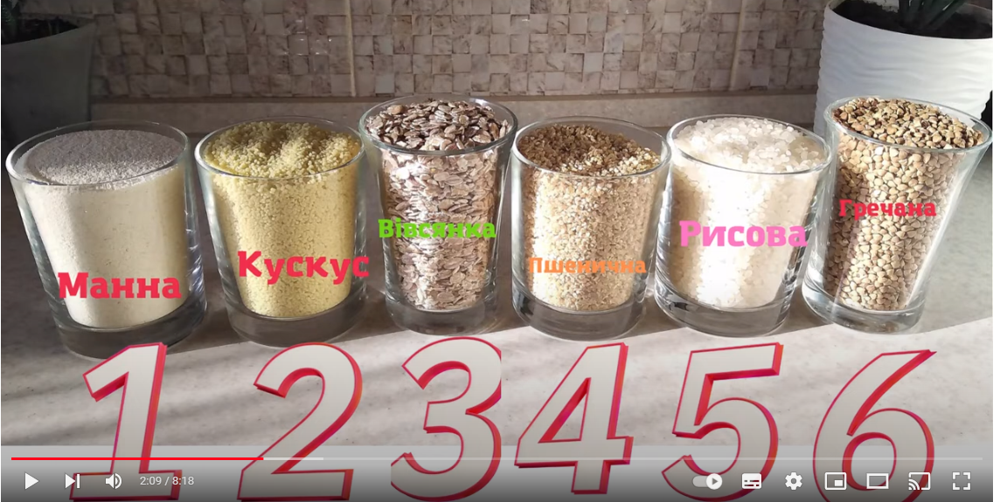 Манна
Кускус
Вівсянка
Пшенична
Рисова
Гречана
1 2 3 4 5 6
2:09 / 8:18